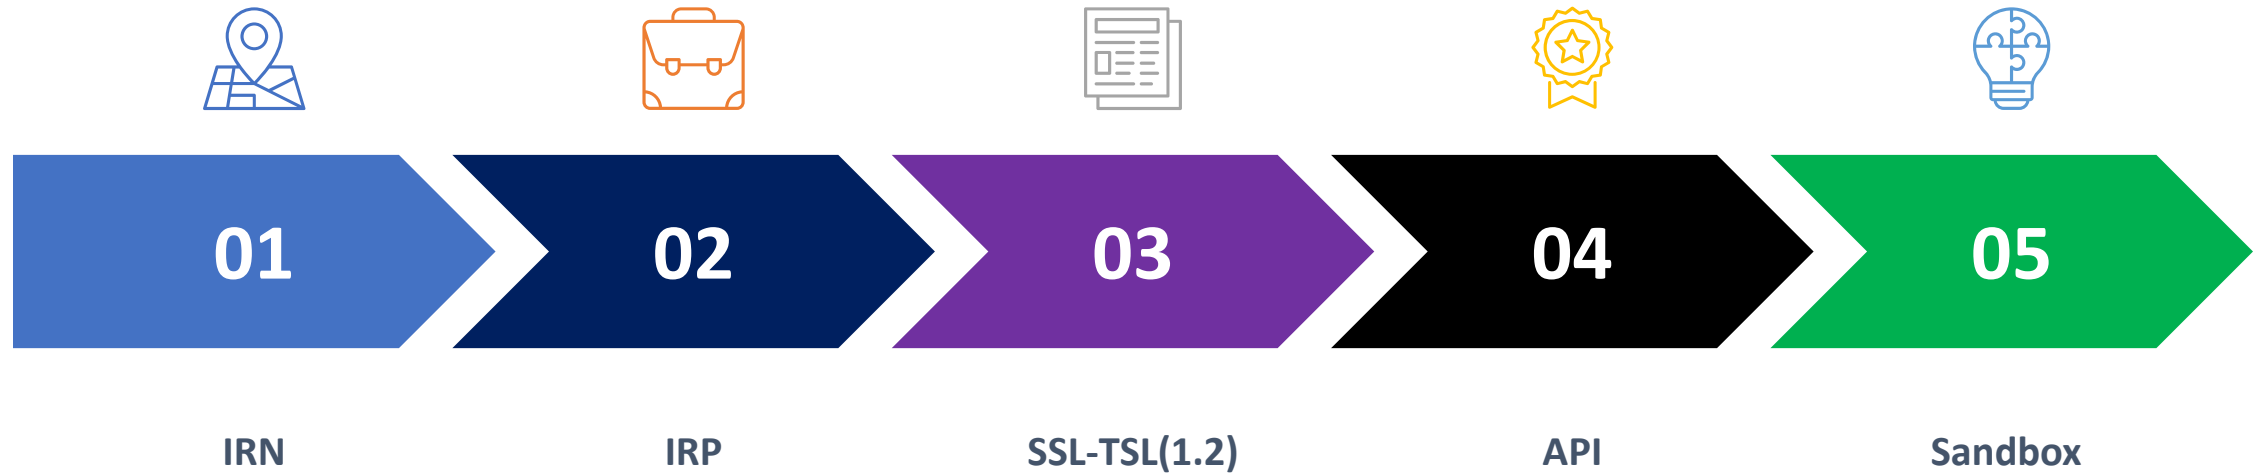 01
02
03
04
05
IRN
IRP
SSL-TSL(1.2)
API
Sandbox